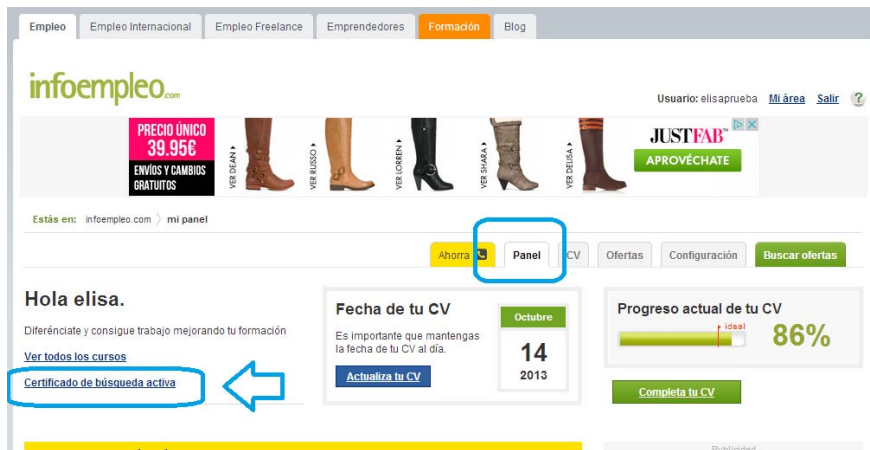 Empleo
Empleo Internacional
Empleo Freelance
Emprendedores
Formación
Blog
infoempleo.com
Usuario: elisaprueba Mi área Salir ?
PRECIO ÚNICO
39.95€
ENVÍOS Y CAMBIOS
GRATUITOS
VER DEAN
VER RUSSO
VER LORREN
VER SHARA
VER DELISA
JUSTFAB™
APROVÉCHATE
Estás en: infoempleo.com 〉 mi panel
Ahorra
Panel
CV
Ofertas
Configuración
Buscar ofertas
Hola elisa.
Diferénciate y consigue trabajo mejorando tu formación
Ver todos los cursos
Certificado de búsqueda activa
Fecha de tu CV
Es importante que mantengas
la fecha de tu CV al día.
Actualiza tu CV
Octubre
14
2013
Progreso actual de tu CV
ideal
86%
Completa tu CV
Publicidad